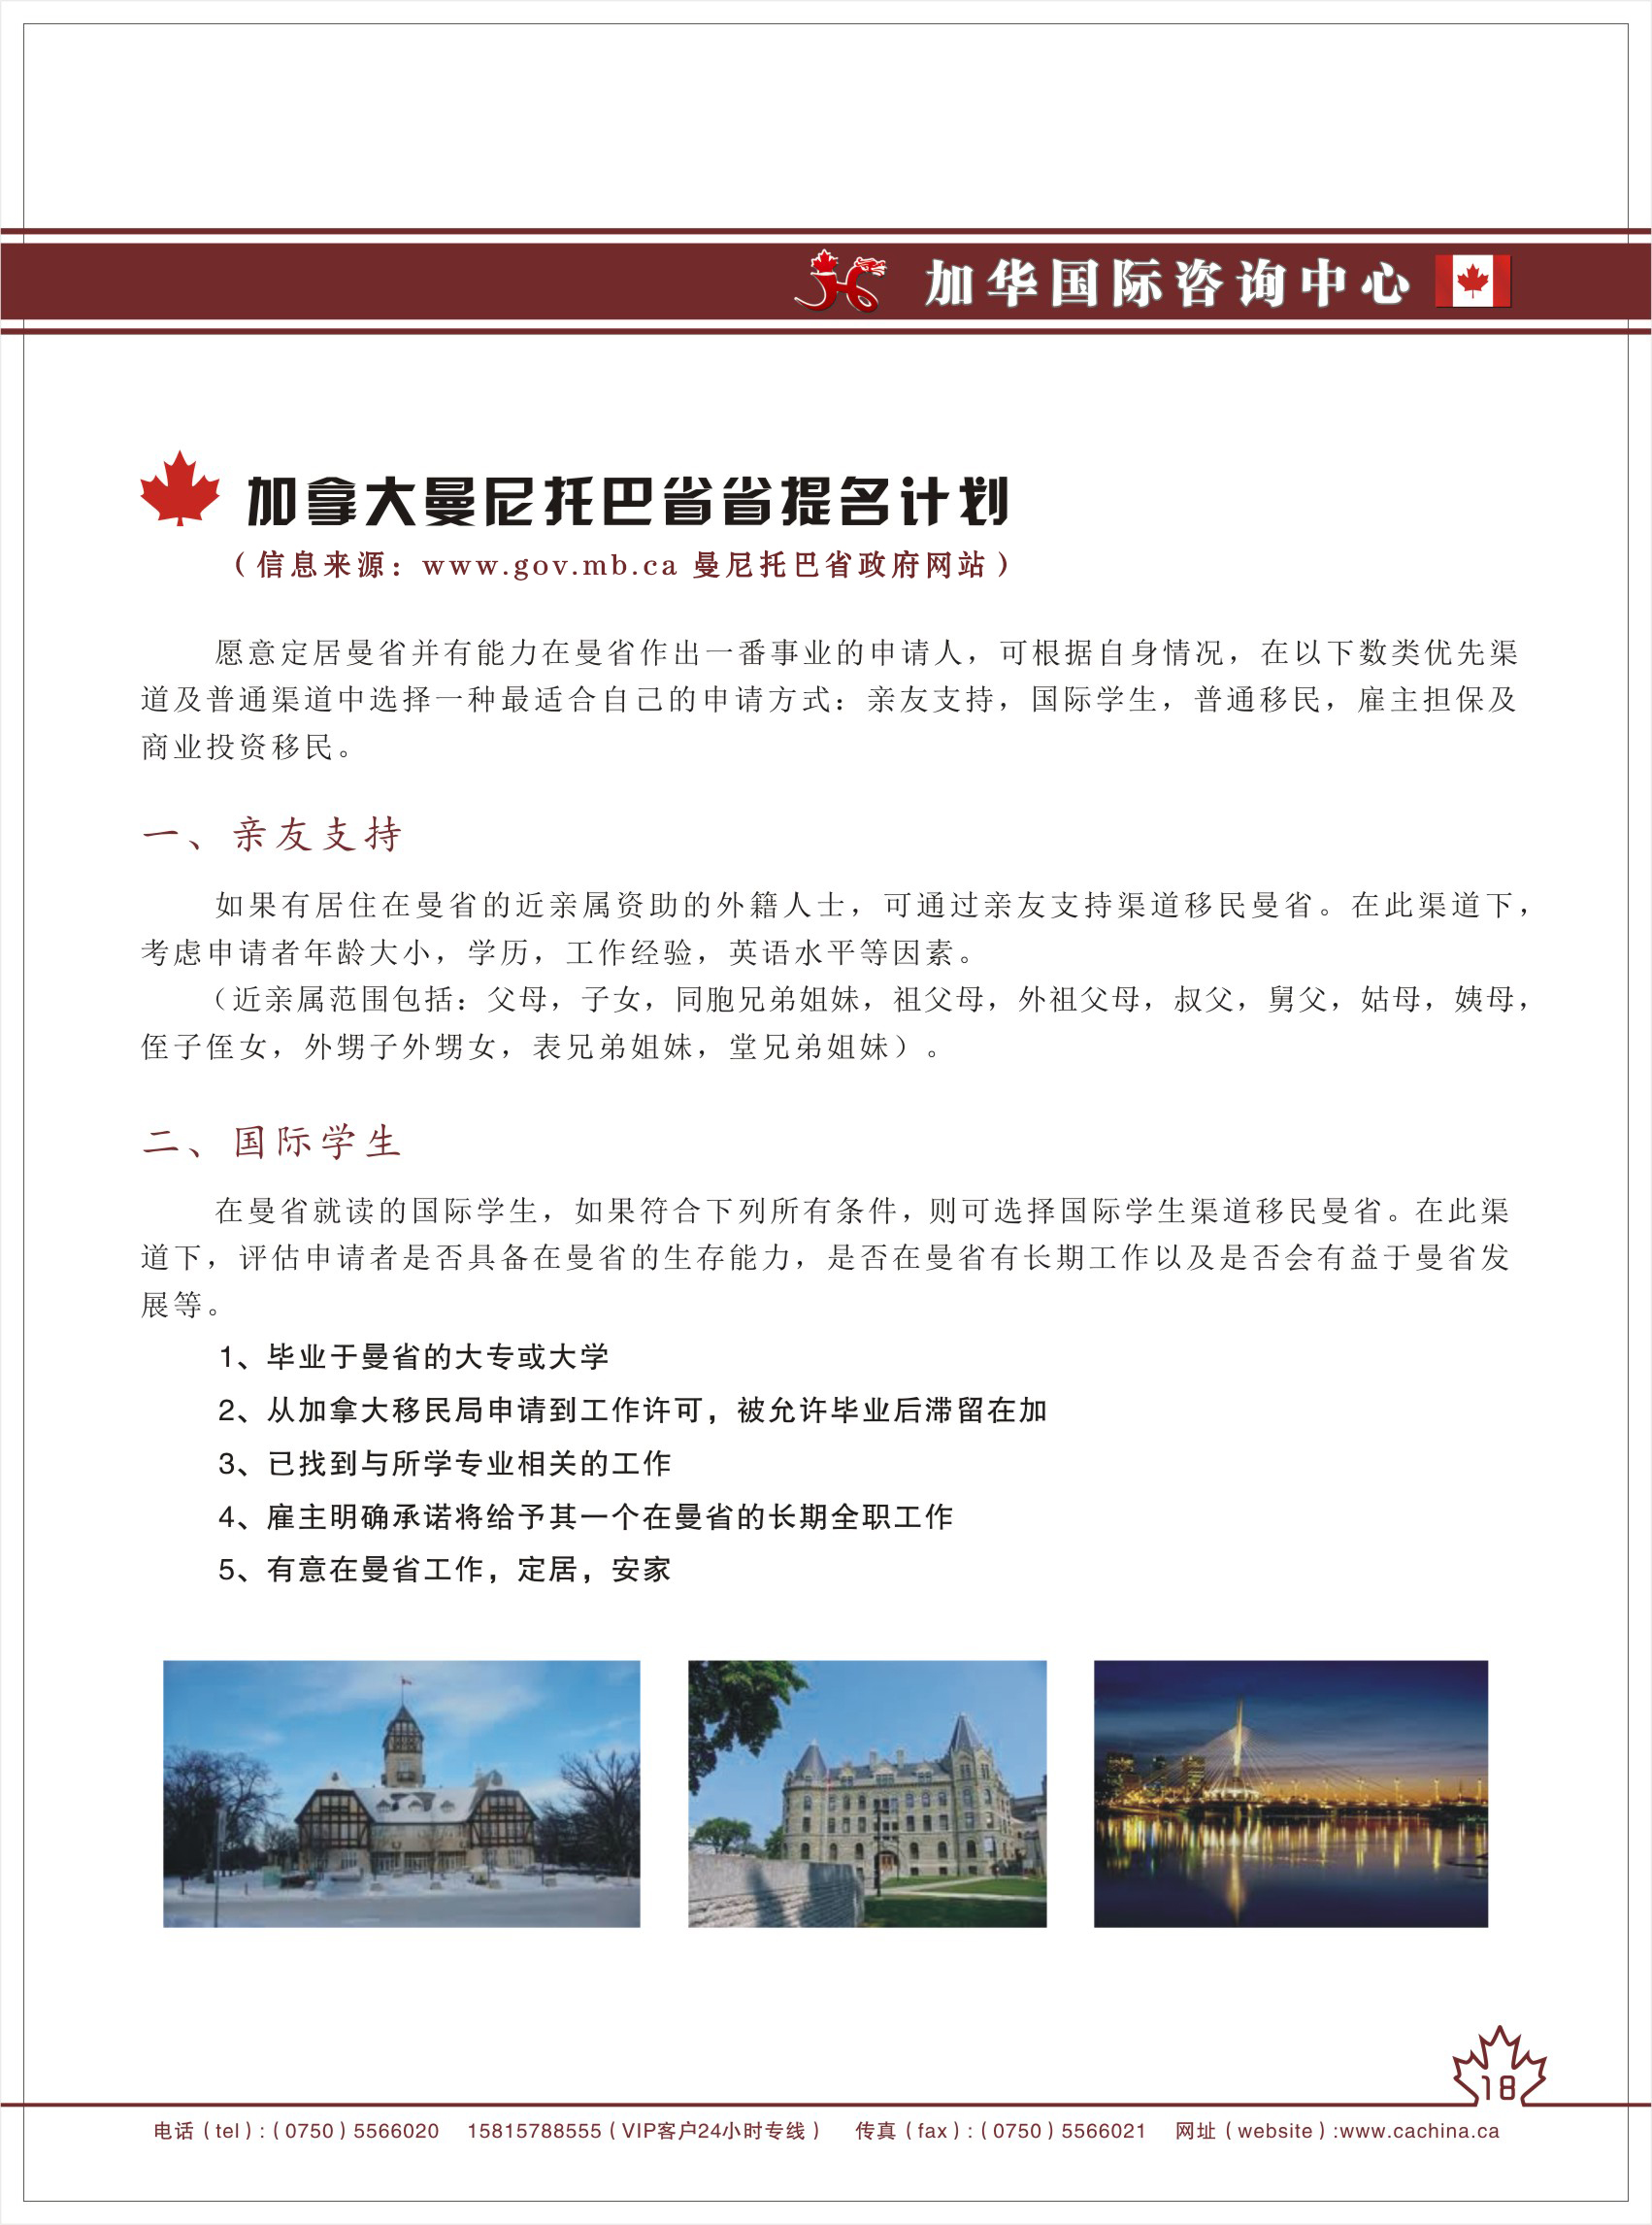 加华国际咨询中心
加拿大曼尼托巴省省提名计划
（信息来源：www.gov.mb.ca 曼尼托巴省政府网站）
愿意定居曼省并有能力在曼省作出一番事业的申请人，可根据自身情况，在以下数类优先渠
道及普通渠道中选择一种最适合自己的申请方式：亲友支持，国际学生，普通移民，雇主担保及
商业投资移民。
一、亲友支持
如果有居住在曼省的近亲属资助的外籍人士，可通过亲友支持渠道移民曼省。在此渠道下，
考虑申请者年龄大小，学历，工作经验，英语水平等因素。
（近亲属范围包括：父母，子女，同胞兄弟姐妹，祖父母，外祖父母，叔父，舅父，姑母，姨母，
侄子侄女，外甥子外甥女，表兄弟姐妹，堂兄弟姐妹）。
二、国际学生
在曼省就读的国际学生，如果符合下列所有条件，则可选择国际学生渠道移民曼省。在此渠
道下，评估申请者是否具备在曼省的生存能力，是否在曼省有长期工作以及是否会有益于曼省发
展等。
1、毕业于曼省的大专或大学
2、从加拿大移民局申请到工作许可，被允许毕业后滞留在加
3、已找到与所学专业相关的工作
4、雇主明确承诺将给予其一个在曼省的长期全职工作
5、有意在曼省工作，定居，安家
18
电话（tel）:（0750）5566020 15815788555（VIP客户24小时专线） 传真（fax）:（0750）5566021 网址（website）:www.cachina.ca